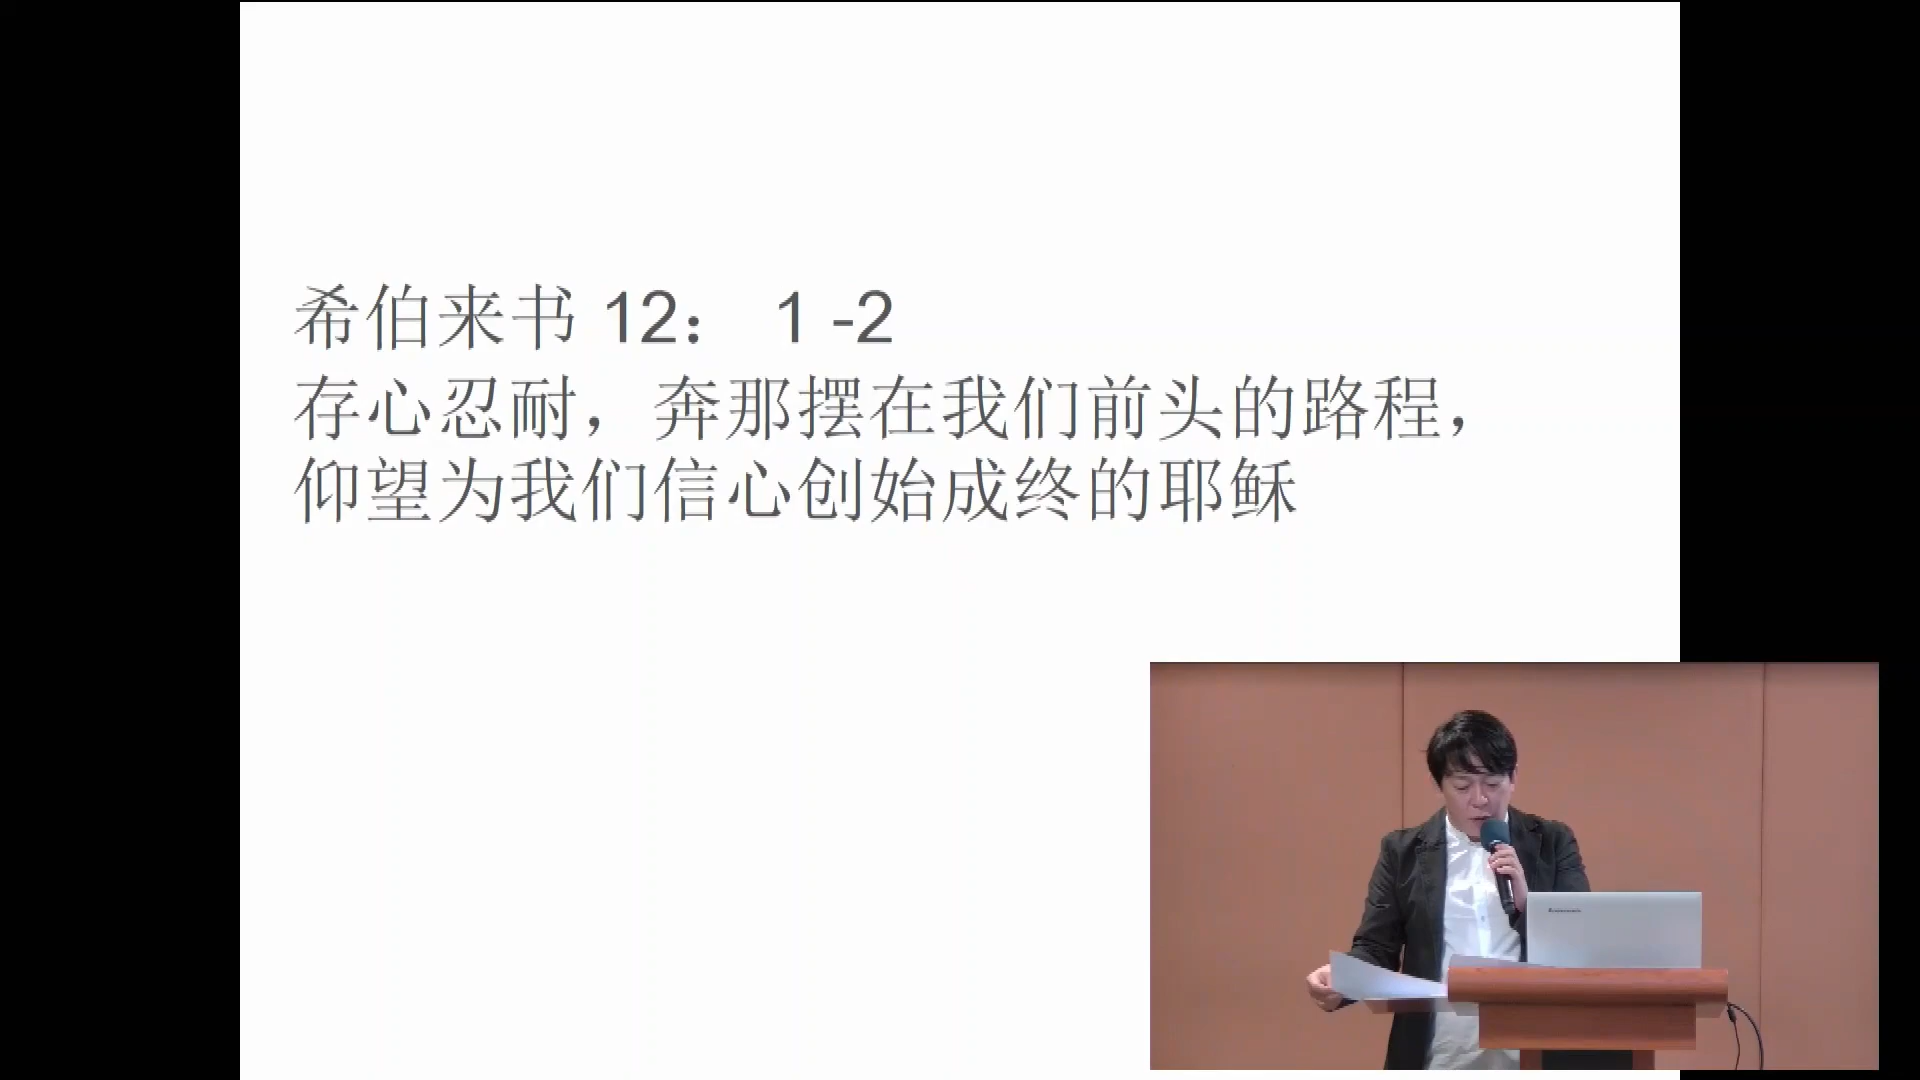 希伯来书 12： 1 -2
存心忍耐，奔那摆在我们前头的路程，
仰望为我们信心创始成终的耶稣